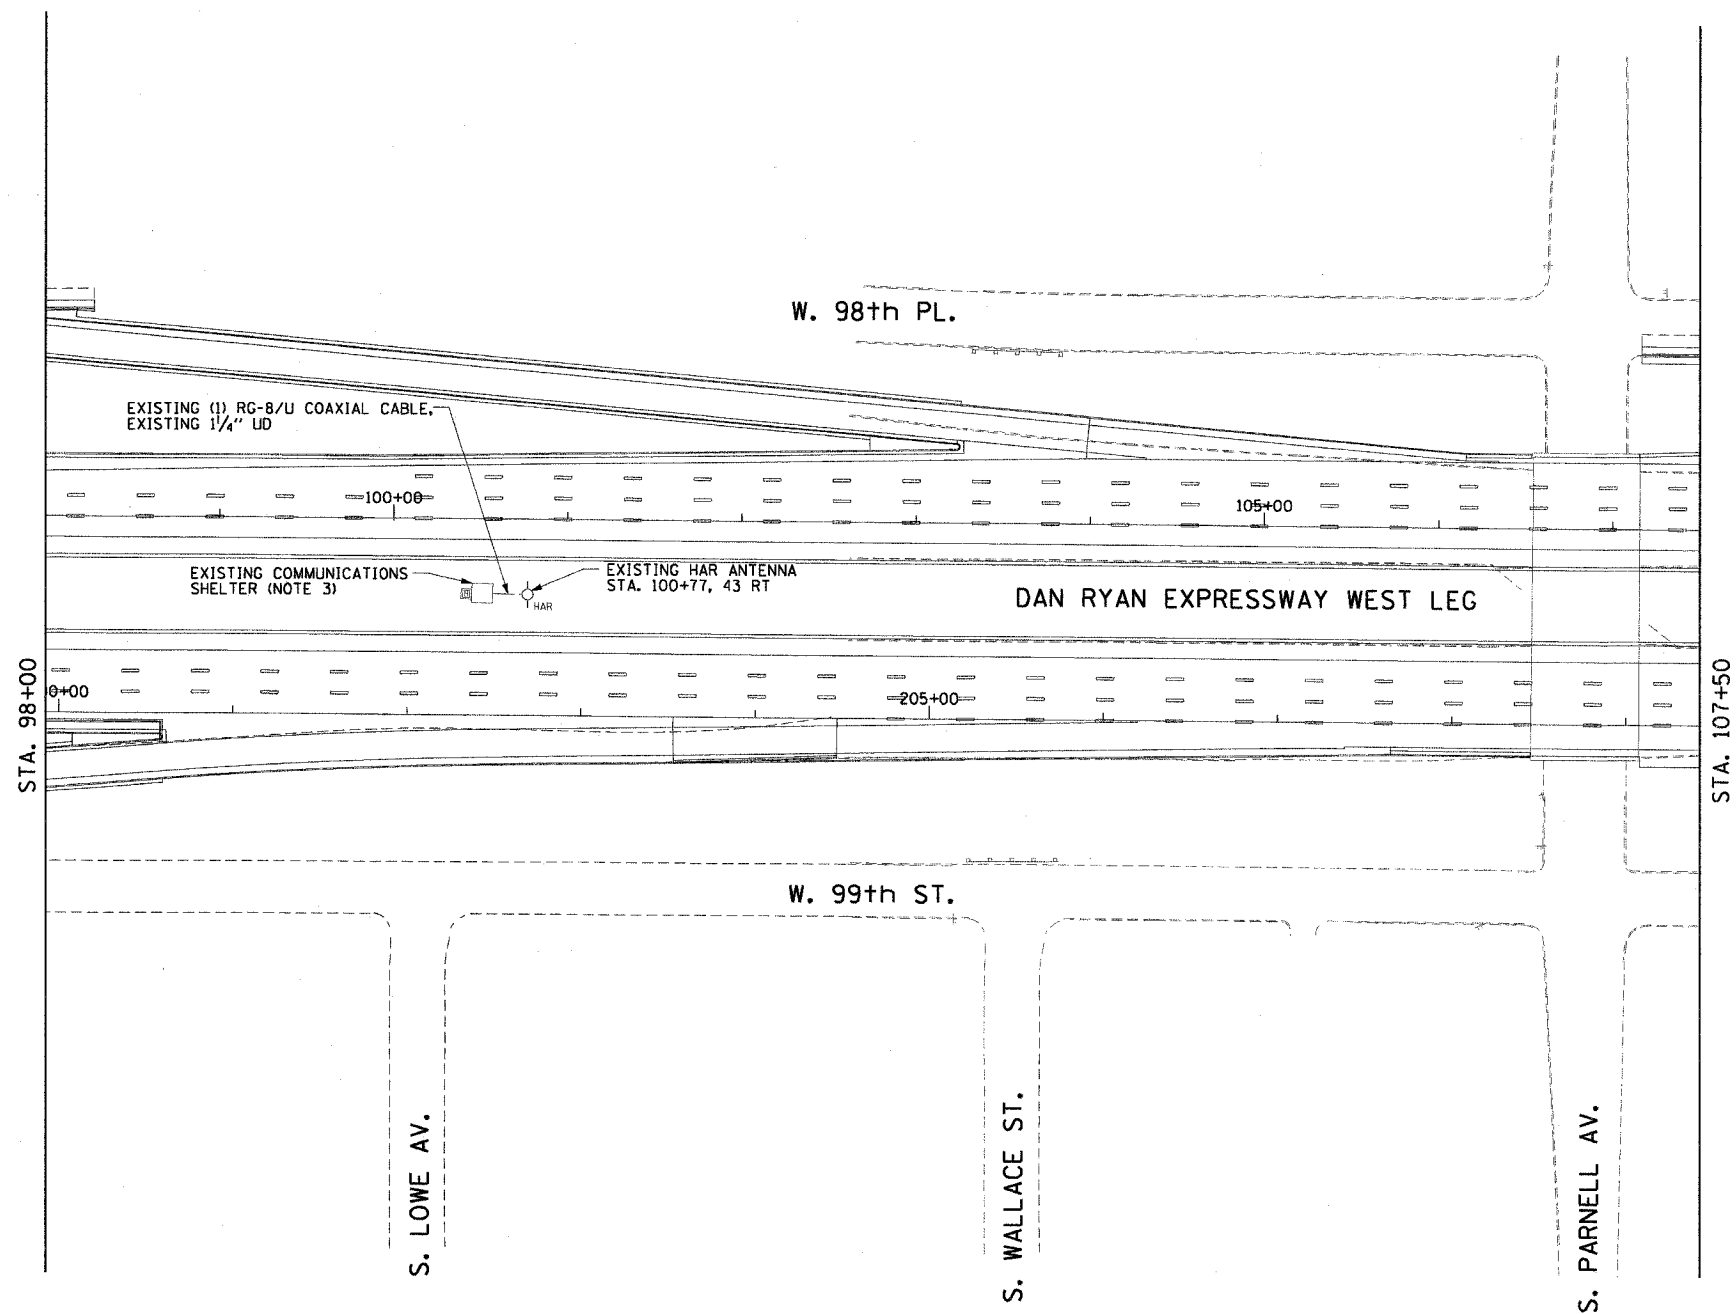 W. 98th PL.
EXISTING (1) RG-8/U COAXIAL CABLE,
EXISTING 1¼" UD
100+00
105+00
EXISTING COMMUNICATIONS
SHELTER (NOTE 3)
EXISTING HAR ANTENNA
STA. 100+77, 43 RT
HAR
DAN RYAN EXPRESSWAY WEST LEG
STA. 98+00
0+00
205+00
STA. 107+50
W. 99th ST.
S. LOWE AV.
S. WALLACE ST.
S. PARNELL AV.